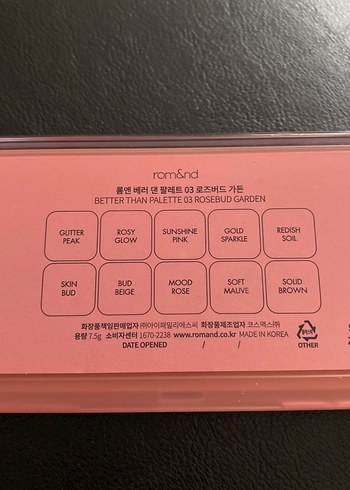 rom&nd
롬앤 베러 댄 팔레트 03 로즈버드 가든
BETTER THAN PALETTE 03 ROSEBUD GARDEN
GLITTER PEAK
ROSY GLOW
SUNSHINE PINK
GOLD SPARKLE
REDISH SOIL
SKIN BUD
BUD BEIGE
MOOD ROSE
SOFT MAUVE
SOLID BROWN
화장품책임판매업자 ㈜아이패밀리에스씨 화장품제조업자 코스맥스㈜
용량 7.5g 소비자센터 1670-2238 www.romand.co.kr MADE IN KOREA
DATE OPENED / /
OTHER